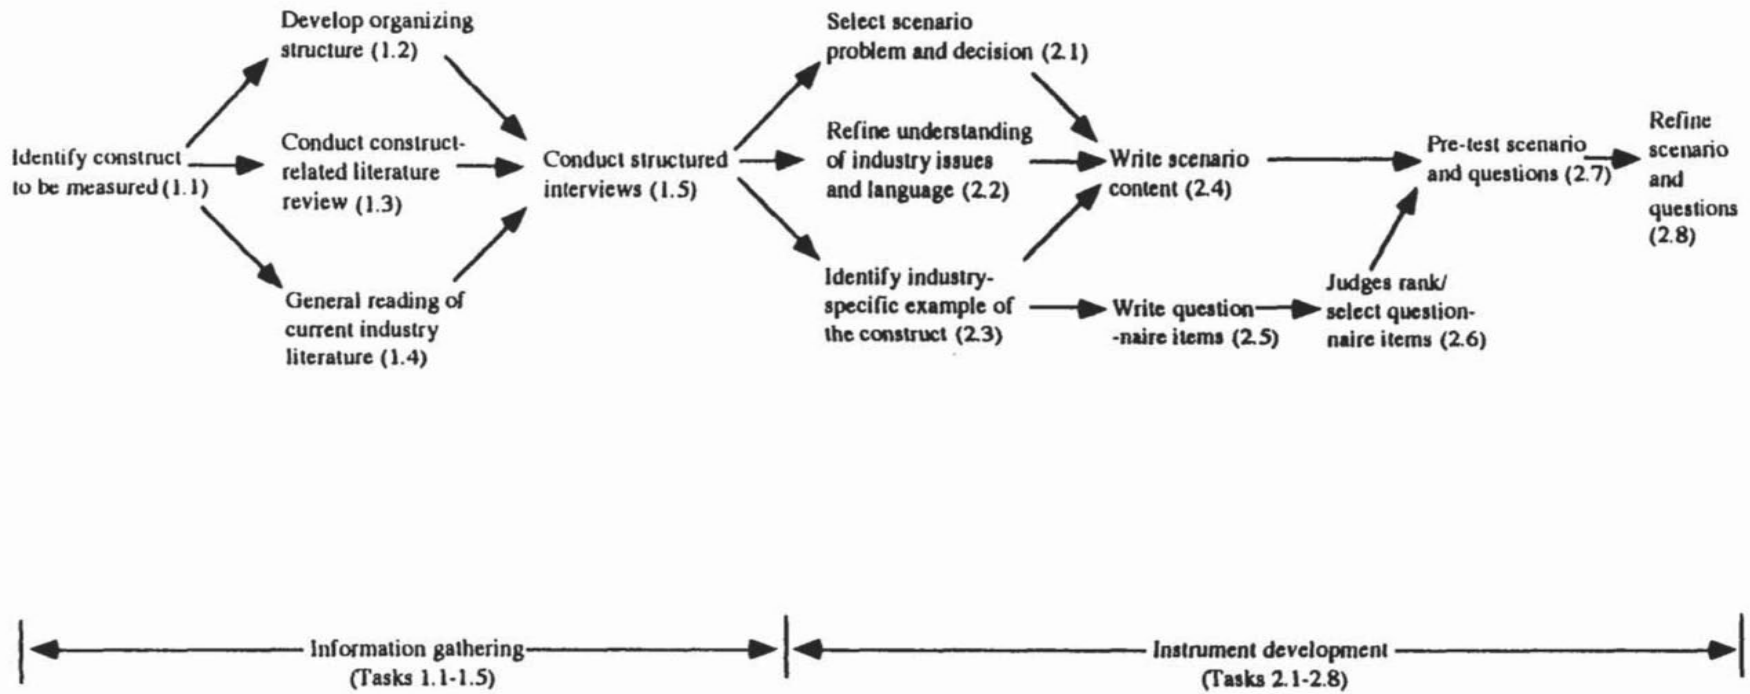 Develop organizing
structure (1.2)
Select scenario
problem and decision (2.1)
Identify construct
to be measured (1.1)
Conduct construct-
related literature
review (1.3)
Conduct structured
interviews (1.5)
Refine understanding
of industry issues
and language (2.2)
Write scenario
content (2.4)
Pre-test scenario
and questions (2.7)
Refine
scenario
and
questions
(2.8)
General reading of
current industry
literature (1.4)
Identify industry-
specific example of
the construct (2.3)
Write question
-naire items (2.5)
Judges rank/
select question-
naire items (2.6)
Information gathering
(Tasks 1.1-1.5)
Instrument development
(Tasks 2.1-2.8)